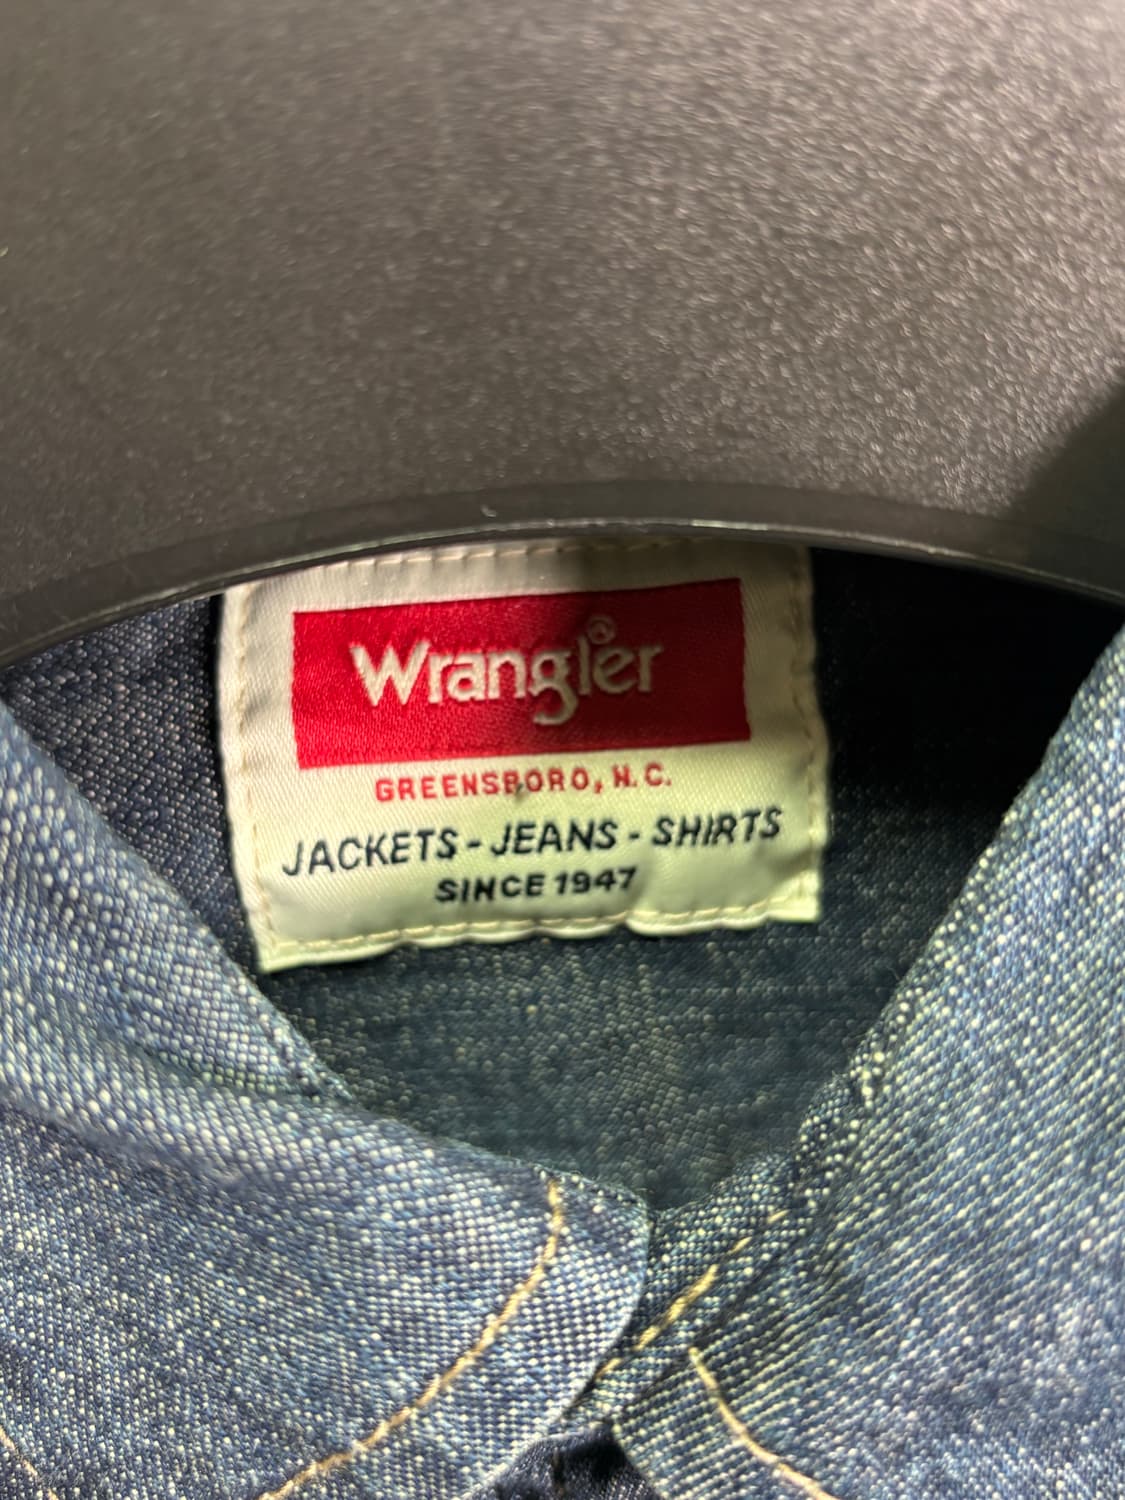 Wrangler®
GREENSBORO, N.C.
JACKETS - JEANS - SHIRTS
SINCE 1947